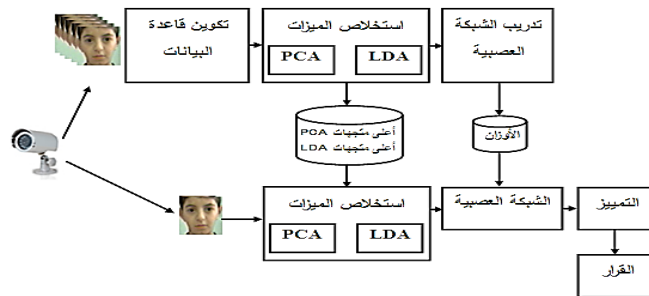 تكوين قاعدة
البيانات
استخلاص الميزات
PCA
LDA
تدريب الشبكة
العصبية
أعلى متجهات PCA
أعلى متجهات LDA
الأوزان
استخلاص الميزات
PCA
LDA
الشبكة العصبية
التمييز
القرار